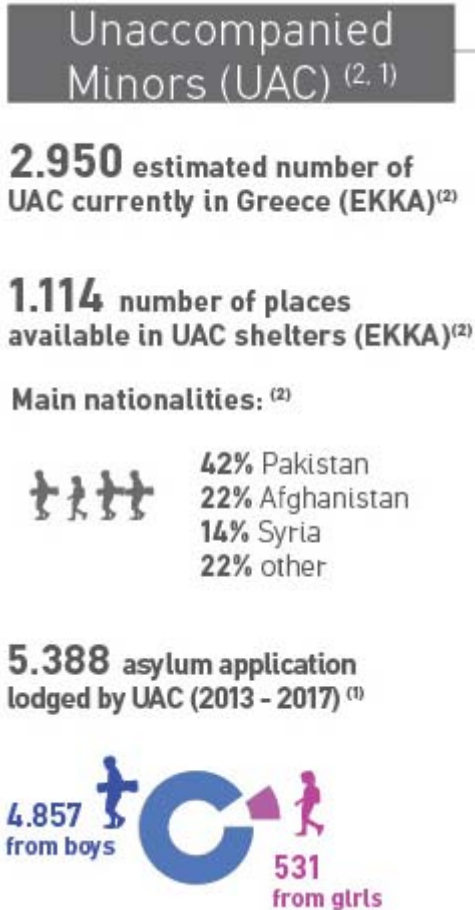 Unaccompanied
Minors (UAC) (2, 1)
2.950 estimated number of
UAC currently in Greece (EKKA)(2)
1.114 number of places
available in UAC shelters (EKKA)(2)
Main nationalities: (2)
42% Pakistan
22% Afghanistan
14% Syria
22% other
5.388 asylum application
lodged by UAC (2013 - 2017) (1)
4.857
from boys
531
from girls